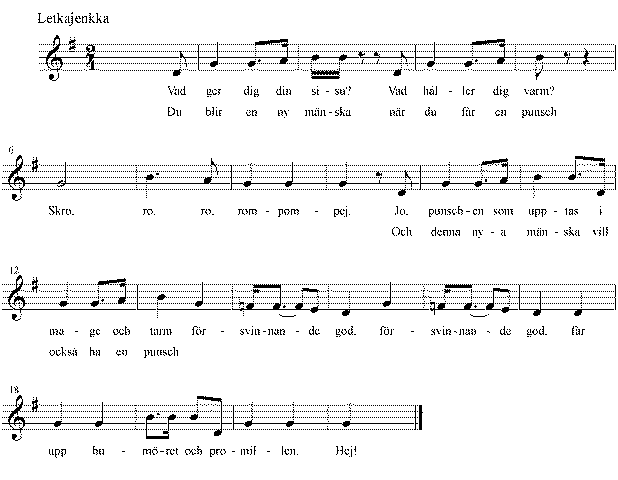 Letkajenkka
Vad ger dig din si - su? Vad hål - ler dig varm?
Du blir en ny män - ska när du får en punsch
6
Skro, ro, ro, rom - pom - pej. Jo, punsch - en som upp - tas i
Och denna ny - a män - ska vill
12
ma - ge och tarm för - svin - nan - de god, för - svin - nan - de god, får
också ha en punsch
18
upp hu - mö - ret och pro - mil - len. Hej!